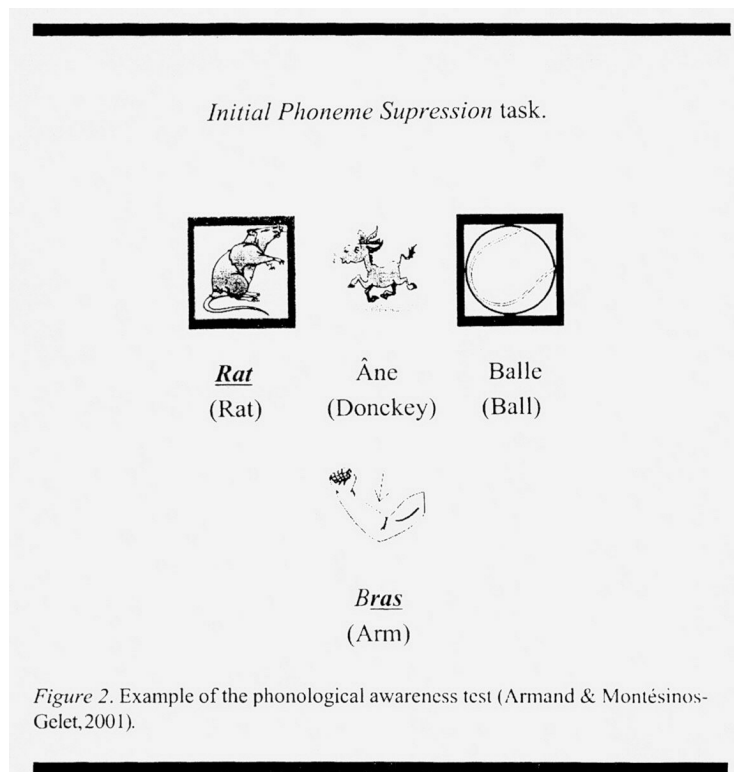 Initial Phoneme Supression task.
Rat Âne Balle
(Rat) (Donckey) (Ball)
Bras
(Arm)
Figure 2. Example of the phonological awareness test (Armand & Montésinos-
Gelet,2001).